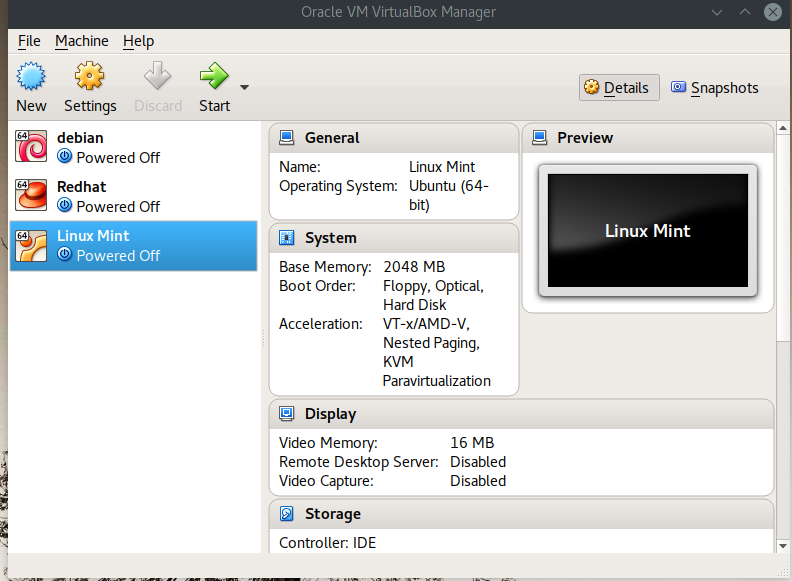 Oracle VM VirtualBox Manager
File Machine Help
New Settings Discard Start Details Snapshots
64 debian
Powered Off
64 Redhat
Powered Off
64 Linux Mint
Powered Off
General
Name: Linux Mint
Operating System: Ubuntu (64-
bit)
Preview
Linux Mint
System
Base Memory: 2048 MB
Boot Order: Floppy, Optical,
Hard Disk
Acceleration: VT-x/AMD-V,
Nested Paging,
KVM
Paravirtualization
Display
Video Memory: 16 MB
Remote Desktop Server: Disabled
Video Capture: Disabled
Storage
Controller: IDE